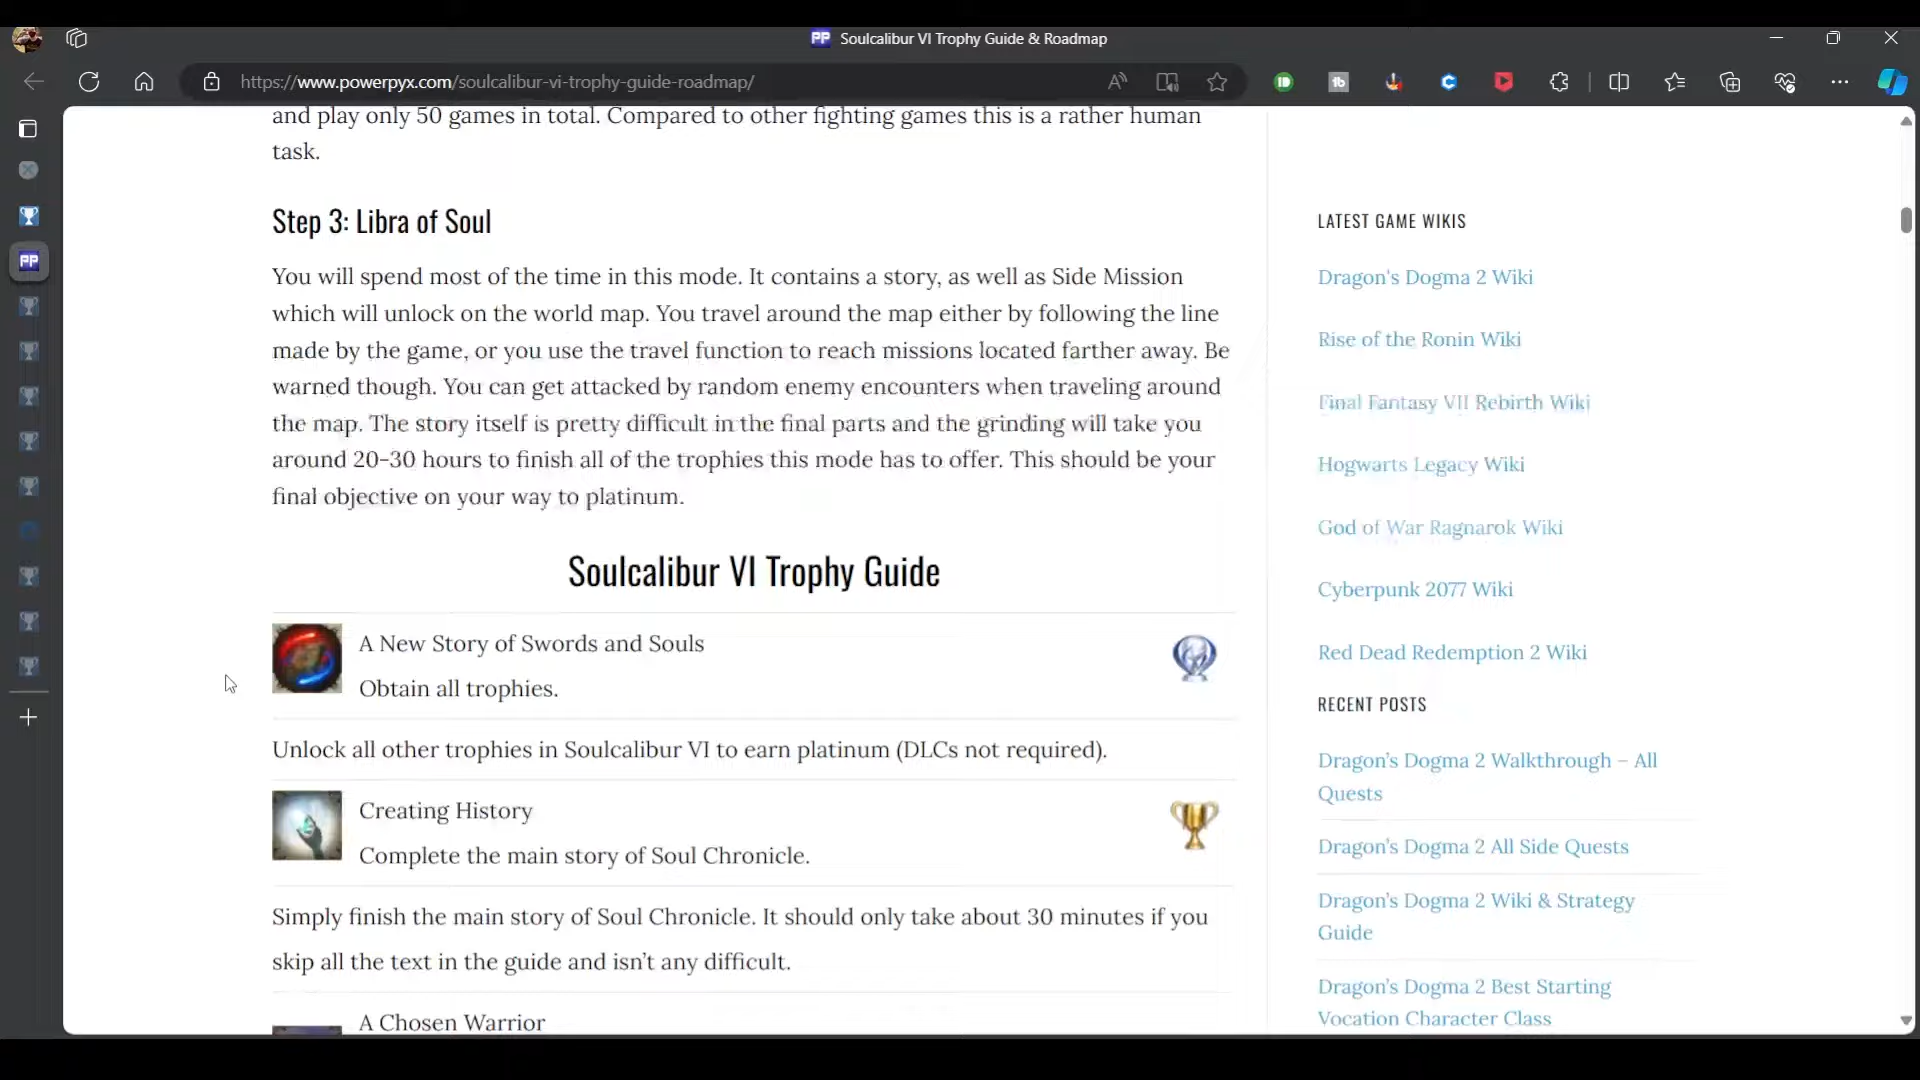 Soulcalibur VI Trophy Guide & Roadmap
https://www.powerpyx.com/soulcalibur-vi-trophy-guide-roadmap/
and play only 50 games in total. Compared to other fighting games this is a rather human
task.
Step 3: Libra of Soul
You will spend most of the time in this mode. It contains a story, as well as Side Mission
which will unlock on the world map. You travel around the map either by following the line
made by the game, or you use the travel function to reach missions located farther away. Be
warned though. You can get attacked by random enemy encounters when traveling around
the map. The story itself is pretty difficult in the final parts and the grinding will take you
around 20-30 hours to finish all of the trophies this mode has to offer. This should be your
final objective on your way to platinum.
Soulcalibur VI Trophy Guide
A New Story of Swords and Souls
Obtain all trophies.
Unlock all other trophies in Soulcalibur VI to earn platinum (DLCs not required).
Creating History
Complete the main story of Soul Chronicle.
Simply finish the main story of Soul Chronicle. It should only take about 30 minutes if you
skip all the text in the guide and isn’t any difficult.
A Chosen Warrior
LATEST GAME WIKIS
Dragon's Dogma 2 Wiki
Rise of the Ronin Wiki
Final Fantasy VII Rebirth Wiki
Hogwarts Legacy Wiki
God of War Ragnarok Wiki
Cyberpunk 2077 Wiki
Red Dead Redemption 2 Wiki
RECENT POSTS
Dragon’s Dogma 2 Walkthrough – All
Quests
Dragon’s Dogma 2 All Side Quests
Dragon’s Dogma 2 Wiki & Strategy
Guide
Dragon’s Dogma 2 Best Starting
Vocation Character Class